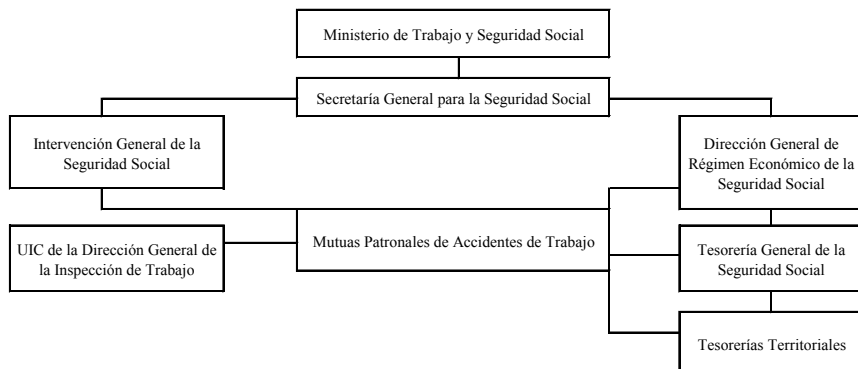 Ministerio de Trabajo y Seguridad Social
Secretaría General para la Seguridad Social
Intervención General de la
Seguridad Social
Dirección General de
Régimen Económico de la
Seguridad Social
UIC de la Dirección General de
la Inspección de Trabajo
Mutuas Patronales de Accidentes de Trabajo
Tesorería General de la
Seguridad Social
Tesorerías Territoriales